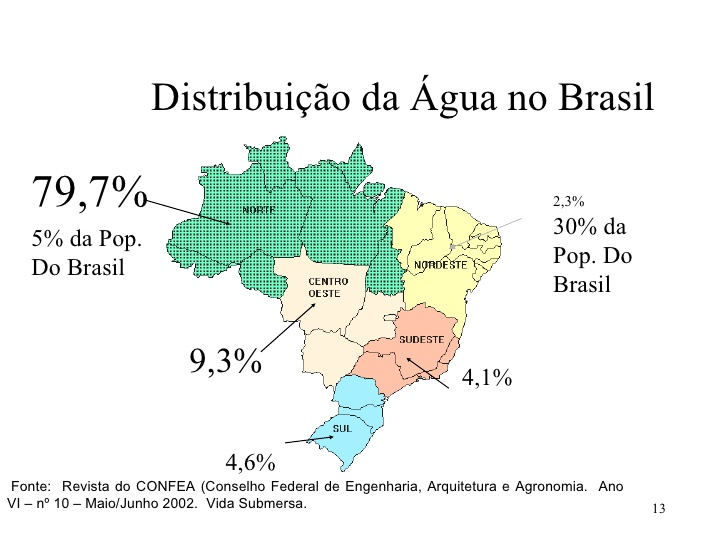 Distribuição da Água no Brasil
79,7%
5% da Pop.
Do Brasil
2,3%
30% da
Pop. Do
Brasil
NORTE
NORDESTE
CENTRO
OESTE
SUDESTE
9,3%
4,1%
SUL
4,6%
Fonte: Revista do CONFEA (Conselho Federal de Engenharia, Arquitetura e Agronomia. Ano
VI – nº 10 – Maio/Junho 2002. Vida Submersa.
13